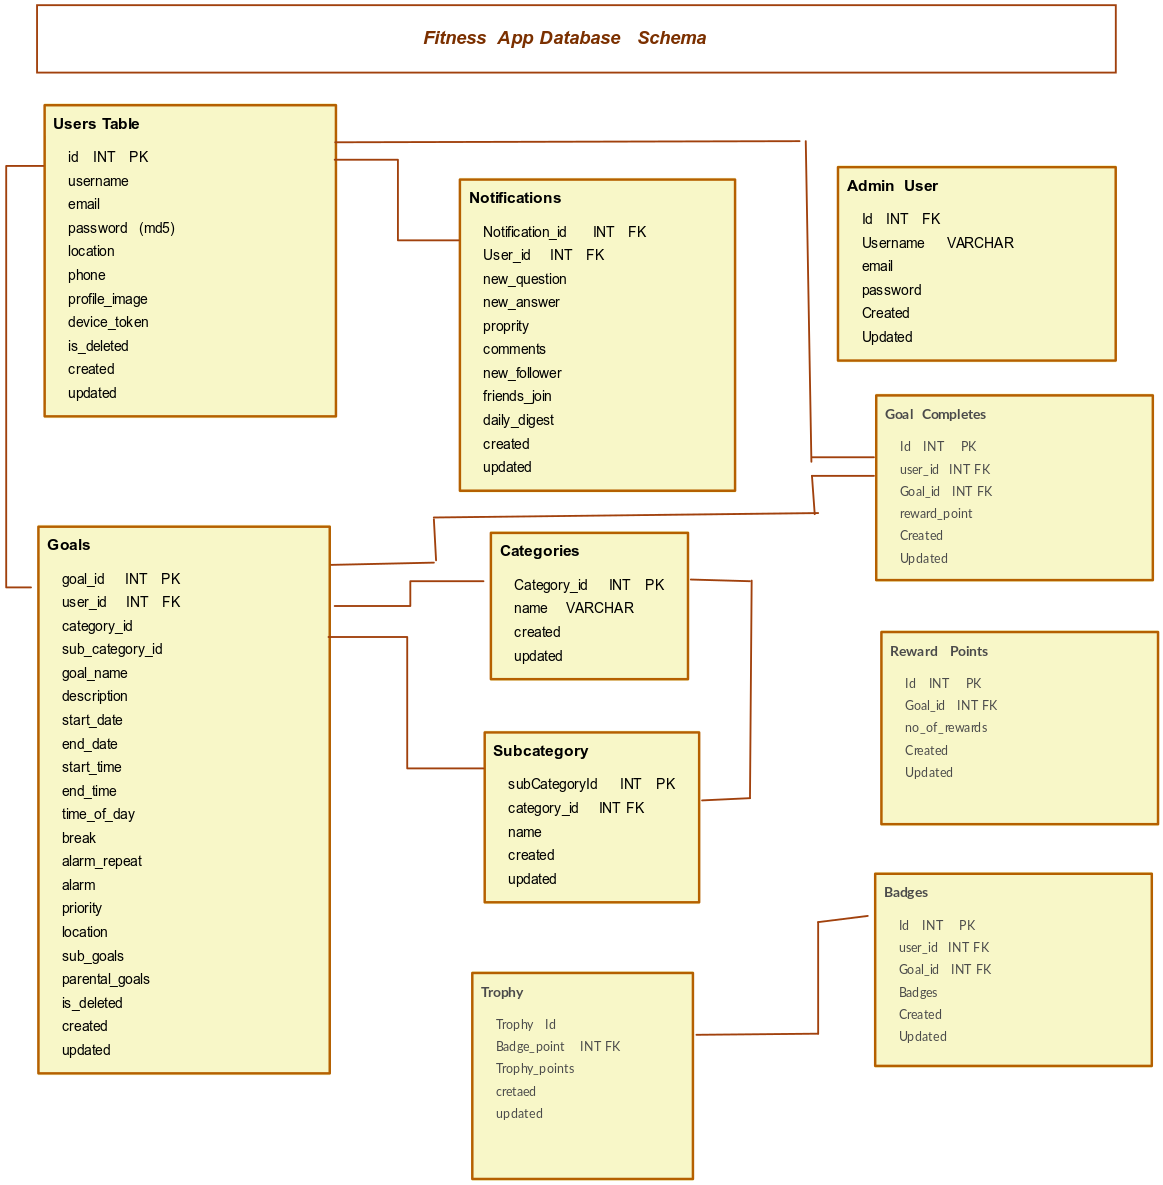 Fitness App Database Schema
Users Table
id INT PK
username
email
password (md5)
location
phone
profile_image
device_token
is_deleted
created
updated
Notifications
Notification_id INT FK
User_id INT FK
new_question
new_answer
proprity
comments
new_follower
friends_join
daily_digest
created
updated
Admin User
Id INT FK
Username VARCHAR
email
password
Created
Updated
Goal Completes
Id INT PK
user_id INT FK
Goal_id INT FK
reward_point
Created
Updated
Goals
goal_id INT PK
user_id INT FK
category_id
sub_category_id
goal_name
description
start_date
end_date
start_time
end_time
time_of_day
break
alarm_repeat
alarm
priority
location
sub_goals
parental_goals
is_deleted
created
updated
Categories
Category_id INT PK
name VARCHAR
created
updated
Reward Points
Id INT PK
Goal_id INT FK
no_of_rewards
Created
Updated
Subcategory
subCategoryId INT PK
category_id INT FK
name
created
updated
Badges
Id INT PK
user_id INT FK
Goal_id INT FK
Badges
Created
Updated
Trophy
Trophy Id
Badge_point INT FK
Trophy_points
cretaed
updated